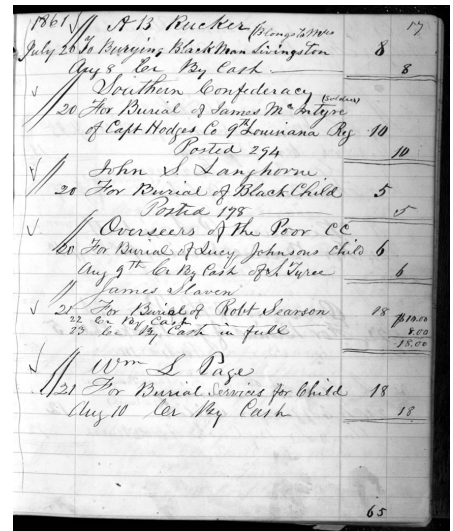 1861 // A B Rucker (Belongs to Mrs 17
July 20 To Burying Black Man Livingston 8
Aug 8 Cr By Cash 8
// Southern Confederacy (Soldier)
20 For Burial of James McIntyre
of Capt Hodges Co 9th Louisiana Reg 10
Posted 294 10
// John S Langhorne
20 For Burial of Black Child 5
Posted 178 5
// Overseers of the Poor CC
20 For Burial of Lucy Johnsons Child 6
Aug 9th Cr By Cash of S Tyree 6
// James Slaven
21 For Burial of Robt Searson 18
22 Cr By Cash $10.00
23 Cr By Cash in full 8.00
18.00
// Wm S Page
21 For Burial Services for Child 18
Aug 10 Cr By Cash 18
65